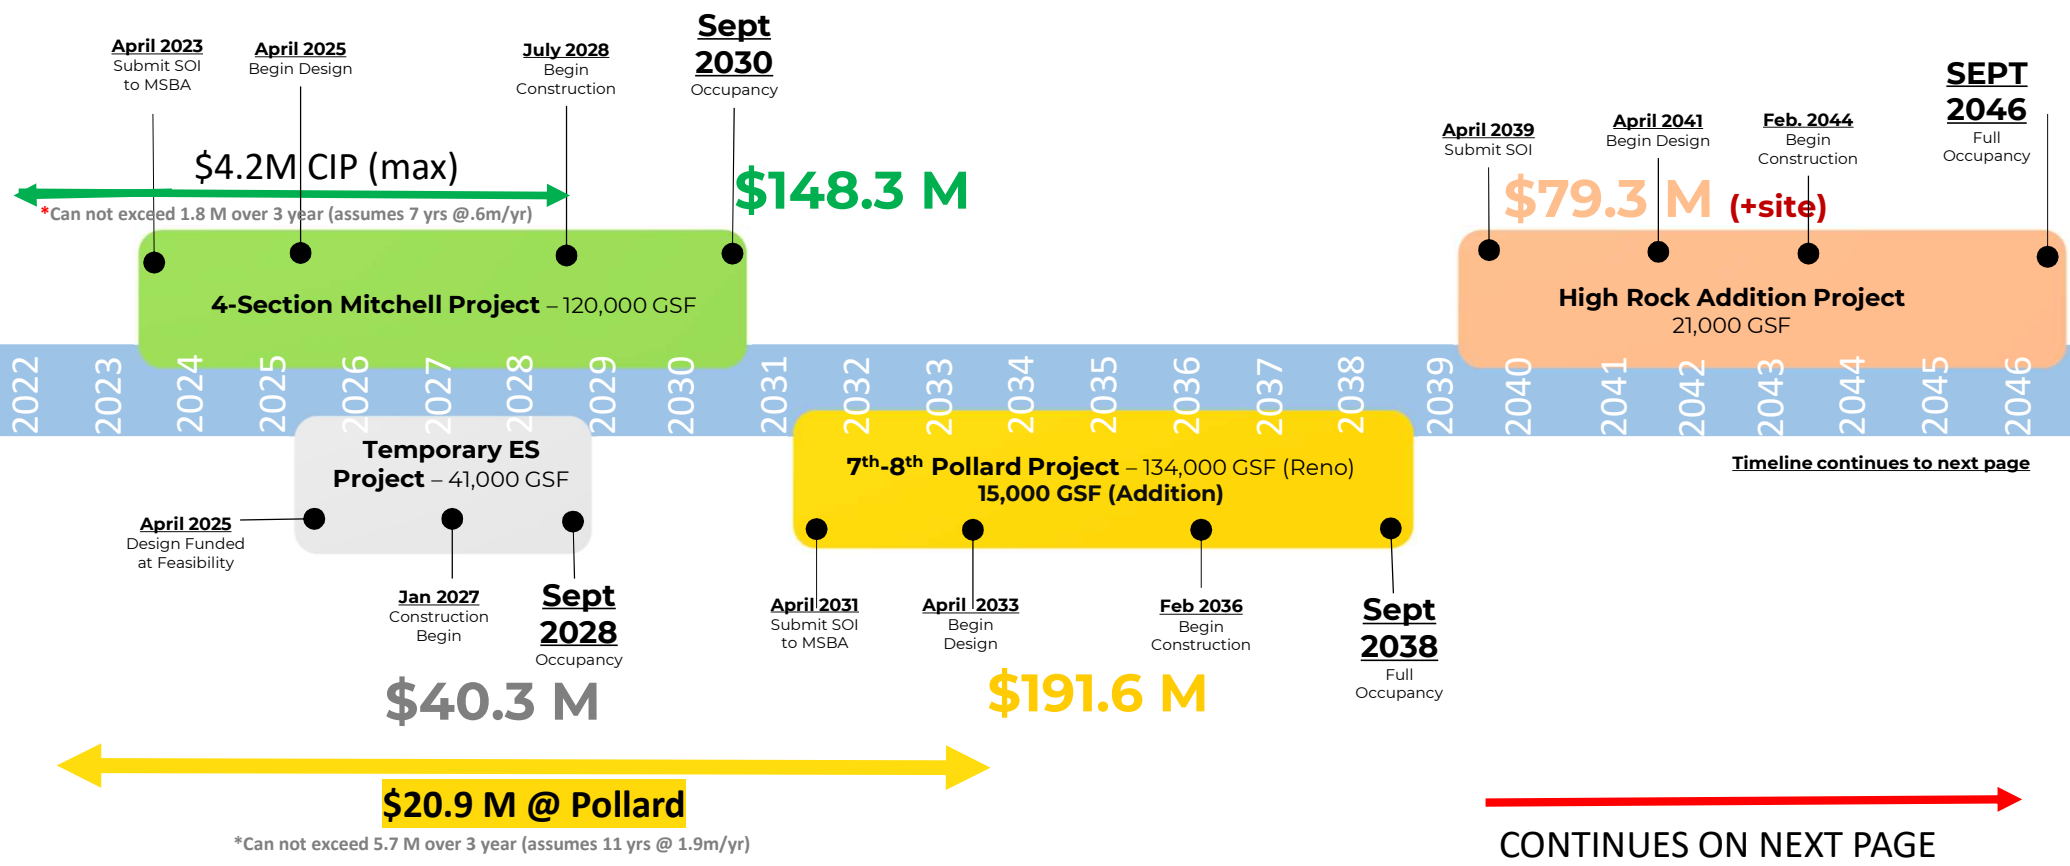 April 2023
Submit SOI
to MSBA
April 2025
Begin Design
July 2028
Begin
Construction
Sept
2030
Occupancy
$4.2M CIP (max)
*Can not exceed 1.8 M over 3 year (assumes 7 yrs @.6m/yr)
$148.3 M
4-Section Mitchell Project – 120,000 GSF
April 2039
Submit SOI
April 2041
Begin Design
Feb. 2044
Begin
Construction
SEPT
2046
Full
Occupancy
$79.3 M (+site)
High Rock Addition Project
21,000 GSF
2022
2023
2024
2025
2026
2027
2028
2029
2030
2031
2032
2033
2034
2035
2036
2037
2038
2039
2040
2041
2042
2043
2044
2045
2046
Temporary ES
Project – 41,000 GSF
April 2025
Design Funded
at Feasibility
Jan 2027
Construction
Begin
Sept
2028
Occupancy
$40.3 M
7th-8th Pollard Project – 134,000 GSF (Reno)
15,000 GSF (Addition)
April 2031
Submit SOI
to MSBA
April 2033
Begin
Design
Feb 2036
Begin
Construction
Sept
2038
Full
Occupancy
$191.6 M
Timeline continues to next page
$20.9 M @ Pollard
*Can not exceed 5.7 M over 3 year (assumes 11 yrs @ 1.9m/yr)
CONTINUES ON NEXT PAGE